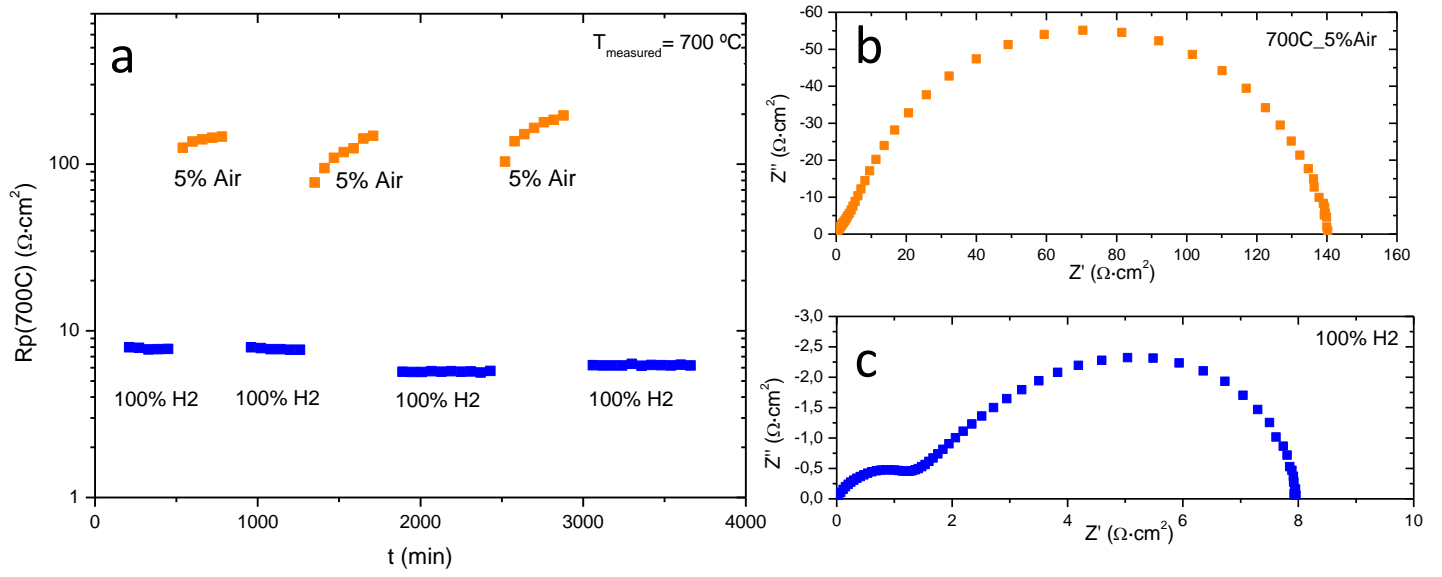 a
T_measured= 700 ºC
Rp(700C) (Ω·cm²)
100
10
1
5% Air
5% Air
5% Air
100% H2
100% H2
100% H2
100% H2
0
1000
2000
3000
4000
t (min)
b
700C_5%Air
Z'' (Ω·cm²)
-60
-50
-40
-30
-20
-10
0
0
20
40
60
80
100
120
140
160
Z' (Ω·cm²)
c
100% H2
Z'' (Ω·cm²)
-3,0
-2,5
-2,0
-1,5
-1,0
-0,5
0,0
0
2
4
6
8
10
Z' (Ω·cm²)